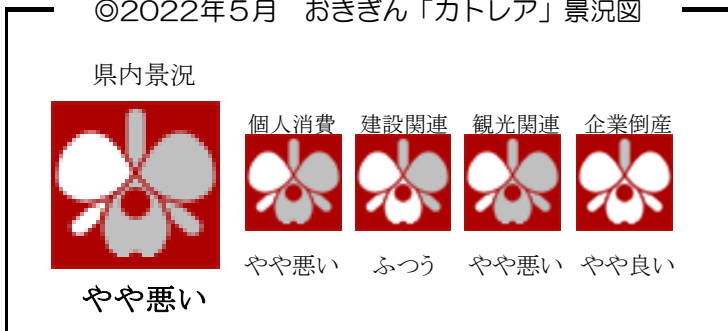 ©2022年5月 おきぎん「カトレア」景況図
県内景況
個人消費 建設関連 観光関連 企業倒産
やや悪い ふつう やや悪い やや良い
やや悪い